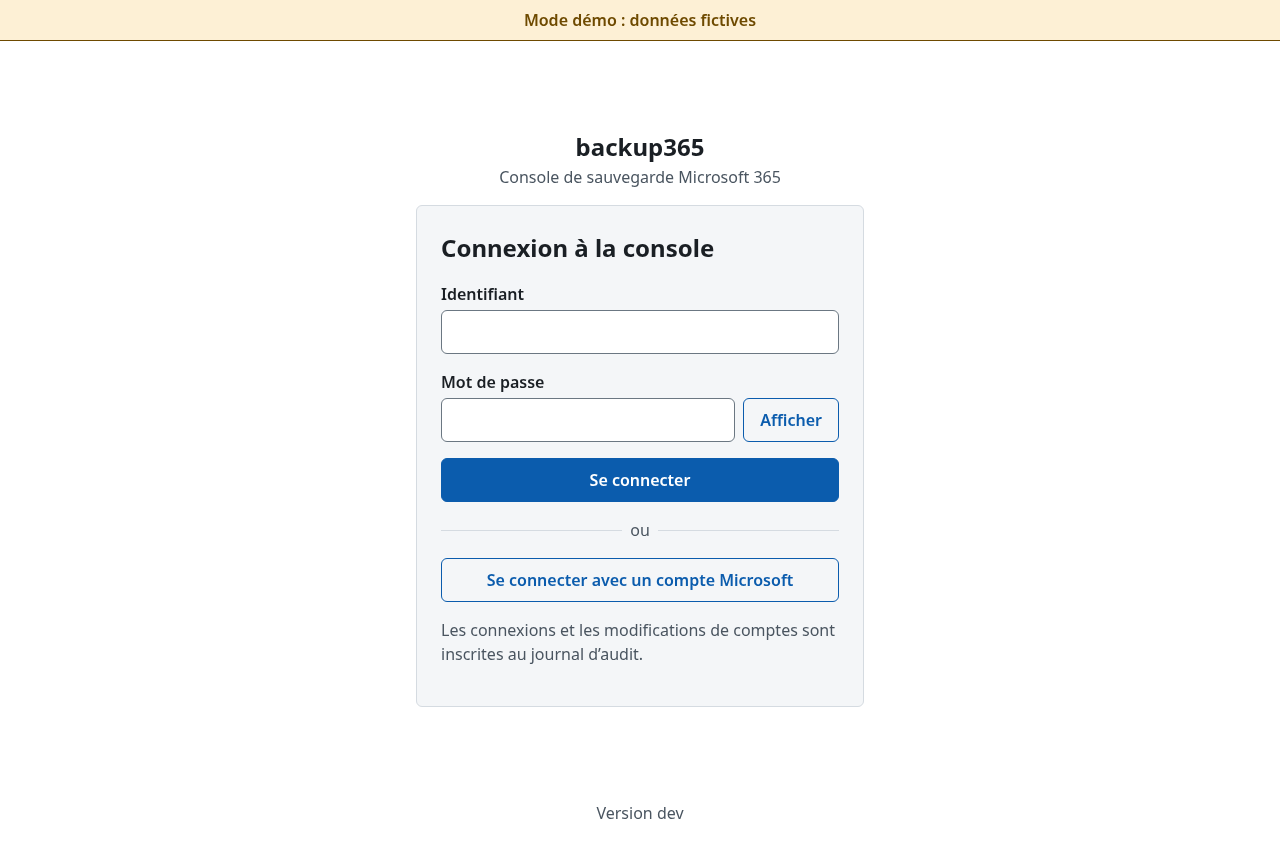 Mode démo : données fictives
backup365
Console de sauvegarde Microsoft 365
Connexion à la console
Identifiant
Mot de passe
Afficher
Se connecter
ou
Se connecter avec un compte Microsoft
Les connexions et les modifications de comptes sont
inscrites au journal d’audit.
Version dev